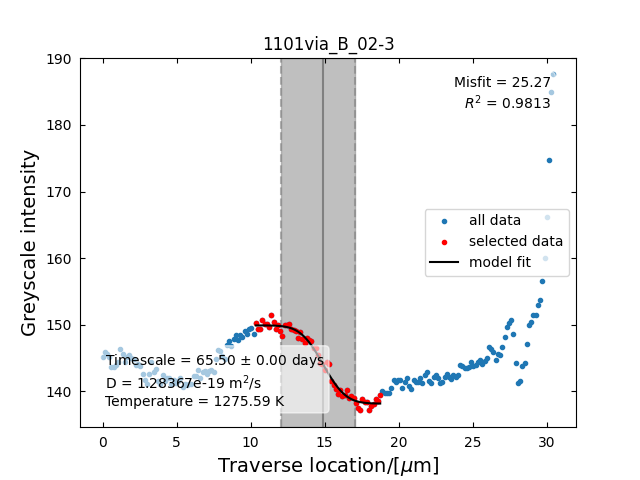 1101via_B_02-3
Misfit = 25.27
R² = 0.9813
all data
selected data
model fit
Timescale = 65.50 ± 0.00 days
D = 1.28367e-19 m²/s
Temperature = 1275.59 K
Greyscale intensity
190
180
170
160
150
140
0 5 10 15 20 25 30
Traverse location/[μm]